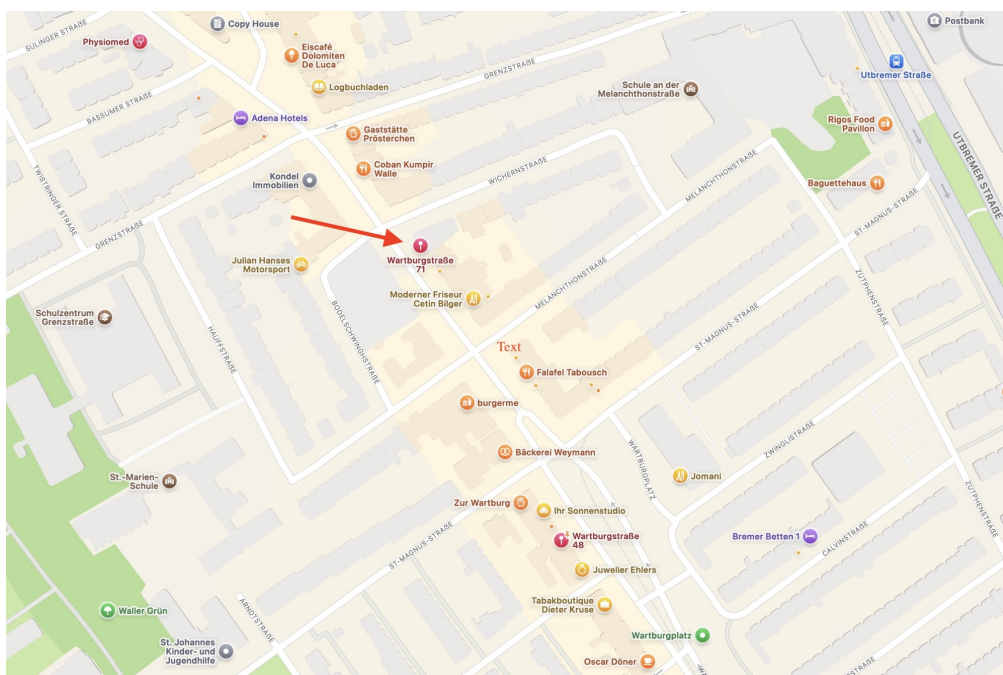 Copy House
Postbank
SULINGER STRAßE
Physiomed
Eiscafé
Dolomiten
De Luca
Utbremer Straße
GRENZSTRAßE
Logbuchladen
Schule an der
Melanchthonstraße
BASSUMER STRAßE
Adena Hotels
Rigos Food
Pavillon
Gaststätte
Prösterchen
UTBREMER STRAßE
Coban Kumpir
Walle
WICHERNSTRAßE
Kondel
Immobilien
MELANCHTHONSTRAßE
Baguettehaus
TWISTRINGER STRAßE
ST-MAGNUS-STRAßE
GRENZSTRAßE
Wartburgstraße
71
Julian Hanses
Motorsport
MELANCHTHONSTRAßE
ZÜTPHENSTRAßE
Moderner Friseur
Cetin Bilger
Schulzentrum
Grenzstraße
BODELSCHWINGHSTRAßE
ST-MAGNUS-STRAßE
HAUFFSTRAßE
Text
Falafel Tabousch
burgerme
ZWINGLISTRAßE
Bäckerei Weymann
WARTBURGPLATZ
Jomani
St.-Marien-
Schule
ZÜTPHENSTRAßE
Zur Wartburg
Ihr Sonnenstudio
Wartburgstraße
48
Bremer Betten 1
CALVINSTRAßE
ST-MAGNUS-STRAßE
Juwelier Ehlers
Tabakboutique
Dieter Kruse
Waller Grün
ARNDTSTRAßE
Wartburgplatz
St. Johannes
Kinder- und
Jugendhilfe
Oscar Döner